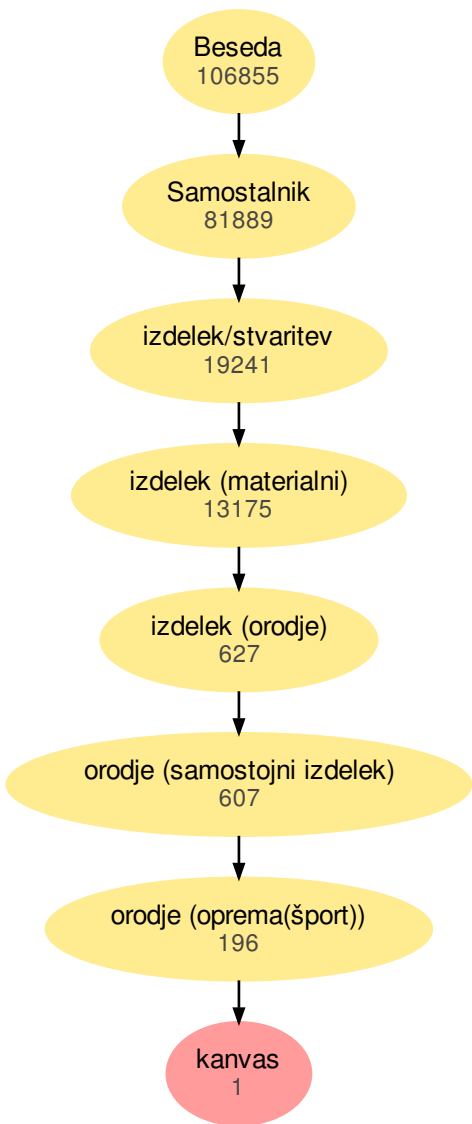 Beseda
106855
Samostalnik
81889
izdelek/stvaritev
19241
izdelek (materialni)
13175
izdelek (orodje)
627
orodje (samostojni izdelek)
607
orodje (oprema(šport))
196
kanvas
1